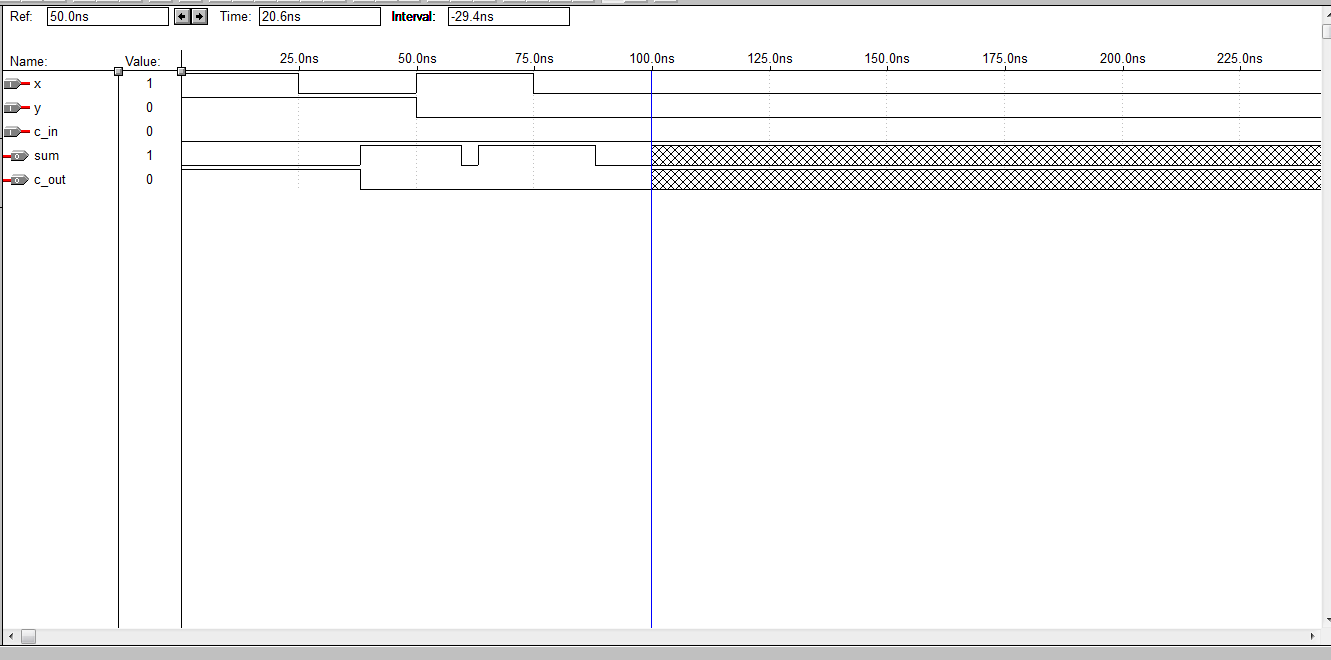 Ref: 50.0ns Time: 20.6ns Interval: -29.4ns
Name: Value: 25.0ns 50.0ns 75.0ns 100.0ns 125.0ns 150.0ns 175.0ns 200.0ns 225.0ns
x 1
y 0
c_in 0
sum 1
c_out 0